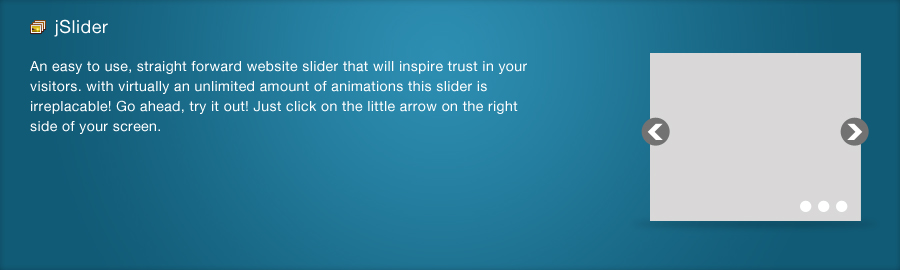 jSlider
An easy to use, straight forward website slider that will inspire trust in your
visitors. with virtually an unlimited amount of animations this slider is
irreplacable! Go ahead, try it out! Just click on the little arrow on the right
side of your screen.